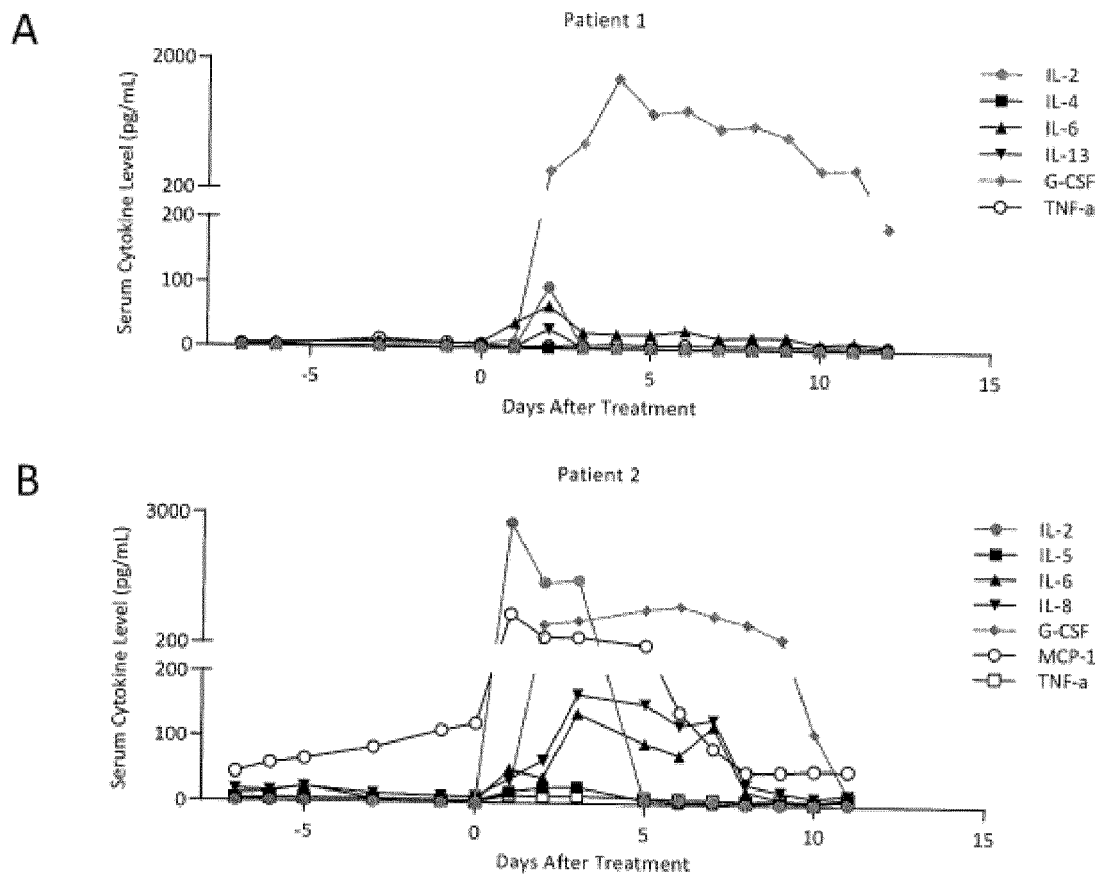 A
Patient 1
Serum Cytokine Level (pg/mL)
2000
200
200
100
0
-5
0
5
10
15
Days After Treatment
IL-2
IL-4
IL-6
IL-13
G-CSF
TNF-a
B
Patient 2
Serum Cytokine Level (pg/mL)
3000
200
200
100
0
-5
0
5
10
15
Days After Treatment
IL-2
IL-5
IL-6
IL-8
G-CSF
MCP-1
TNF-a